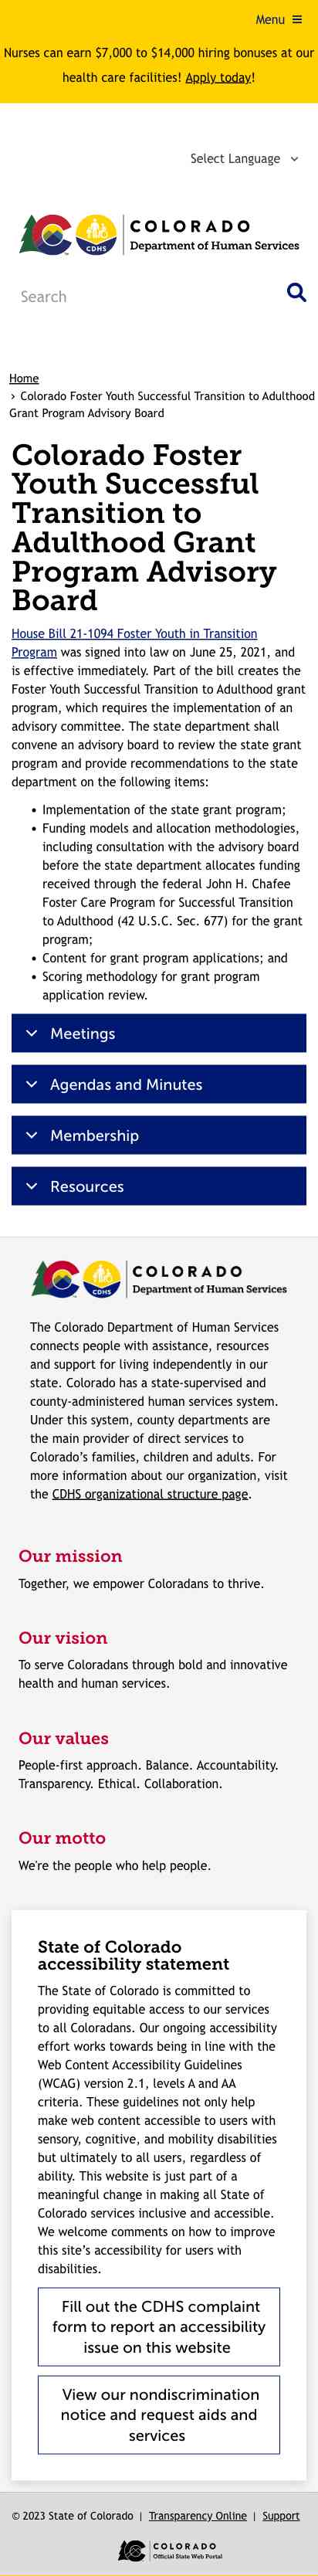 Menu ≡
Nurses can earn $7,000 to $14,000 hiring bonuses at our
health care facilities! Apply today!
Select Language
COLORADO
Department of Human Services
CDHS
Search
Home
› Colorado Foster Youth Successful Transition to Adulthood
Grant Program Advisory Board
Colorado Foster
Youth Successful
Transition to
Adulthood Grant
Program Advisory
Board
House Bill 21-1094 Foster Youth in Transition
Program was signed into law on June 25, 2021, and
is effective immediately. Part of the bill creates the
Foster Youth Successful Transition to Adulthood grant
program, which requires the implementation of an
advisory committee. The state department shall
convene an advisory board to review the state grant
program and provide recommendations to the state
department on the following items:
• Implementation of the state grant program;
• Funding models and allocation methodologies,
including consultation with the advisory board
before the state department allocates funding
received through the federal John H. Chafee
Foster Care Program for Successful Transition
to Adulthood (42 U.S.C. Sec. 677) for the grant
program;
• Content for grant program applications; and
• Scoring methodology for grant program
application review.
Meetings
Agendas and Minutes
Membership
Resources
COLORADO
Department of Human Services
CDHS
The Colorado Department of Human Services
connects people with assistance, resources
and support for living independently in our
state. Colorado has a state-supervised and
county-administered human services system.
Under this system, county departments are
the main provider of direct services to
Colorado’s families, children and adults. For
more information about our organization, visit
the CDHS organizational structure page.
Our mission
Together, we empower Coloradans to thrive.
Our vision
To serve Coloradans through bold and innovative
health and human services.
Our values
People-first approach. Balance. Accountability.
Transparency. Ethical. Collaboration.
Our motto
We're the people who help people.
State of Colorado
accessibility statement
The State of Colorado is committed to
providing equitable access to our services
to all Coloradans. Our ongoing accessibility
effort works towards being in line with the
Web Content Accessibility Guidelines
(WCAG) version 2.1, levels A and AA
criteria. These guidelines not only help
make web content accessible to users with
sensory, cognitive, and mobility disabilities
but ultimately to all users, regardless of
ability. This website is just part of a
meaningful change in making all State of
Colorado services inclusive and accessible.
We welcome comments on how to improve
this site’s accessibility for users with
disabilities.
Fill out the CDHS complaint
form to report an accessibility
issue on this website
View our nondiscrimination
notice and request aids and
services
© 2023 State of Colorado | Transparency Online | Support
COLORADO
Official State Web Portal